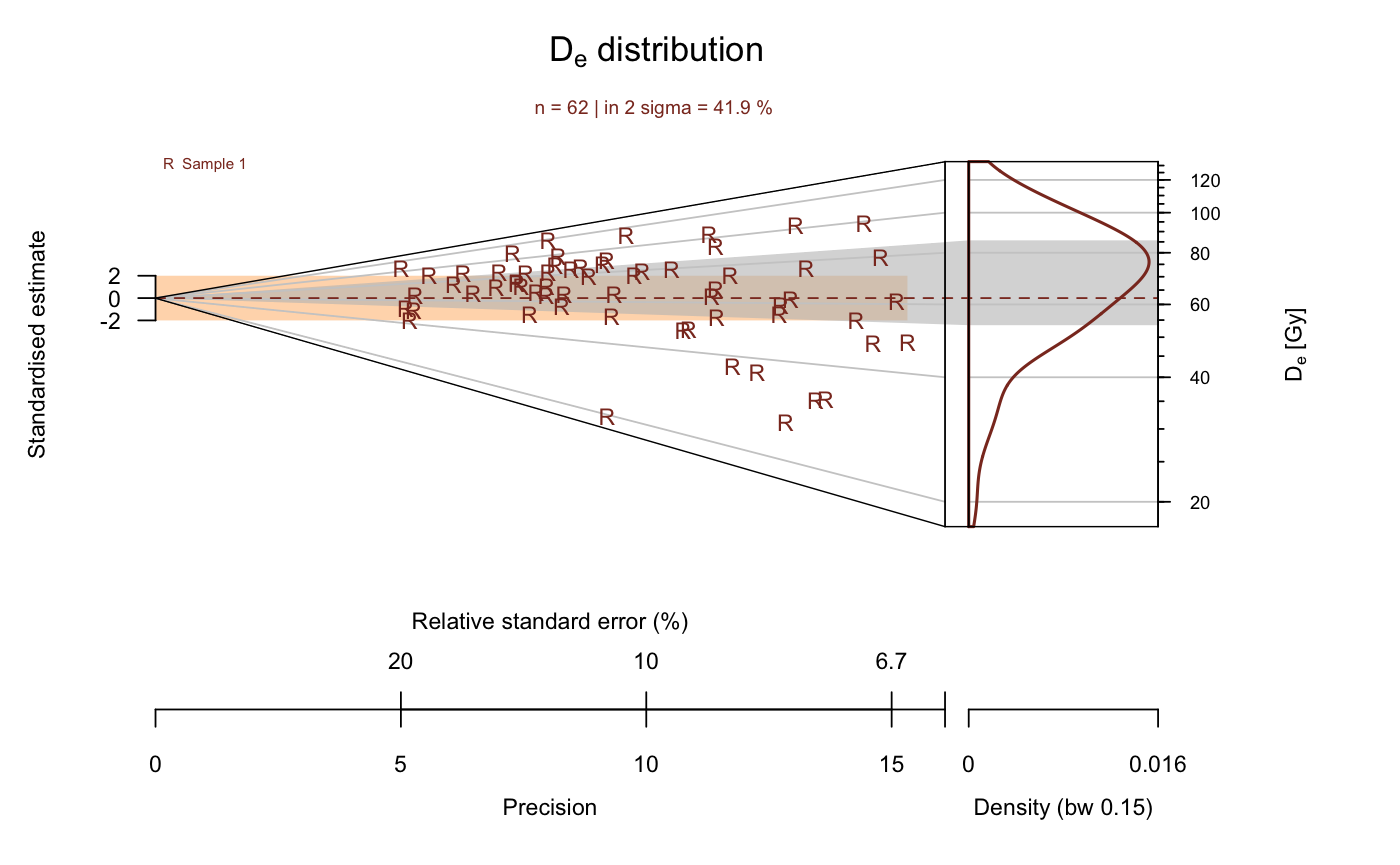 De distribution
n = 62 | in 2 sigma = 41.9 %
R Sample 1
Standardised estimate
2
0
-2
R R R R R R R R R R R R R R R R R R R R R R R R R R R R R R R R R R R R R R R R R R R R R R R R R R R R R R R R R R R R R R
120
100
80
60
40
20
De [Gy]
Relative standard error (%)
20 10 6.7
0 5 10 15 0 0.016
Precision Density (bw 0.15)